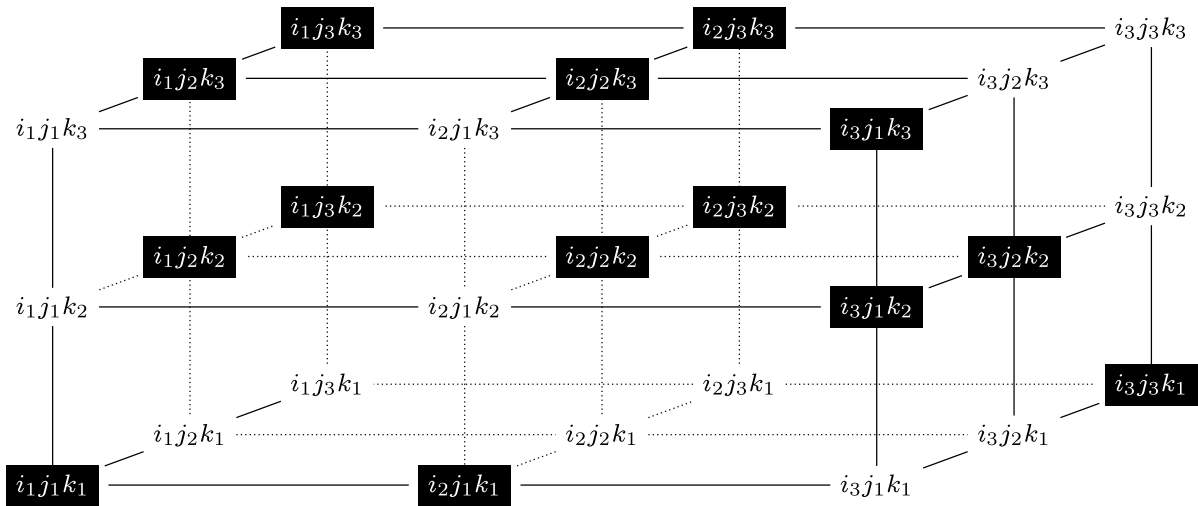 i₁j₃k₃ i₂j₃k₃ i₃j₃k₃
i₁j₂k₃ i₂j₂k₃ i₃j₂k₃
i₁j₁k₃ i₂j₁k₃ i₃j₁k₃
i₁j₃k₂ i₂j₃k₂ i₃j₃k₂
i₁j₂k₂ i₂j₂k₂ i₃j₂k₂
i₁j₁k₂ i₂j₁k₂ i₃j₁k₂
i₁j₃k₁ i₂j₃k₁ i₃j₃k₁
i₁j₂k₁ i₂j₂k₁ i₃j₂k₁
i₁j₁k₁ i₂j₁k₁ i₃j₁k₁